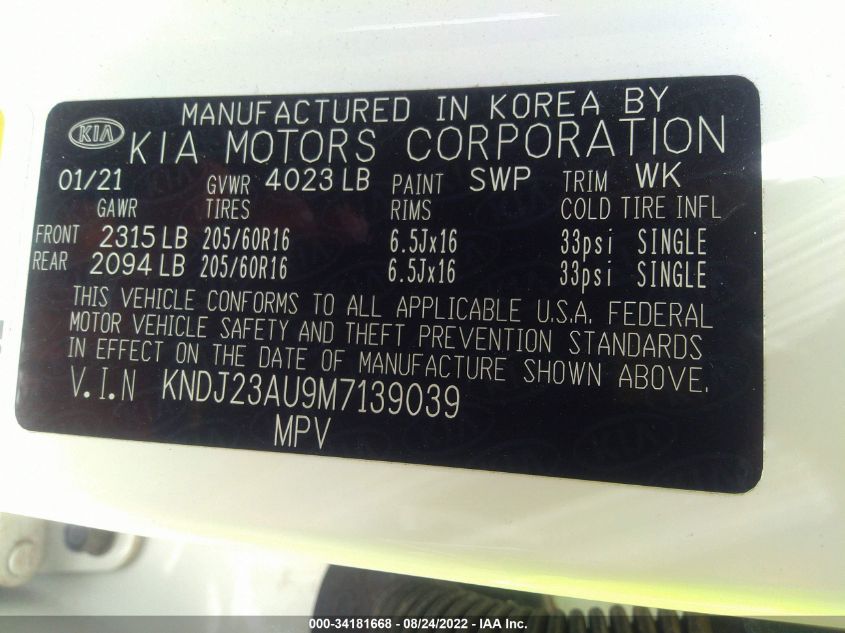 MANUFACTURED IN KOREA BY
KIA KIA MOTORS CORPORATION
01/21 GVWR 4023 LB PAINT SWP TRIM WK
GAWR TIRES RIMS COLD TIRE INFL
FRONT 2315 LB 205/60R16 6.5Jx16 33psi SINGLE
REAR 2094 LB 205/60R16 6.5Jx16 33psi SINGLE
THIS VEHICLE CONFORMS TO ALL APPLICABLE U.S.A. FEDERAL
MOTOR VEHICLE SAFETY AND THEFT PREVENTION STANDARDS
IN EFFECT ON THE DATE OF MANUFACTURE SHOWN ABOVE.
V.I.N KNDJ23AU9M7139039
MPV
000-34181668 - 08/24/2022 - IAA Inc.